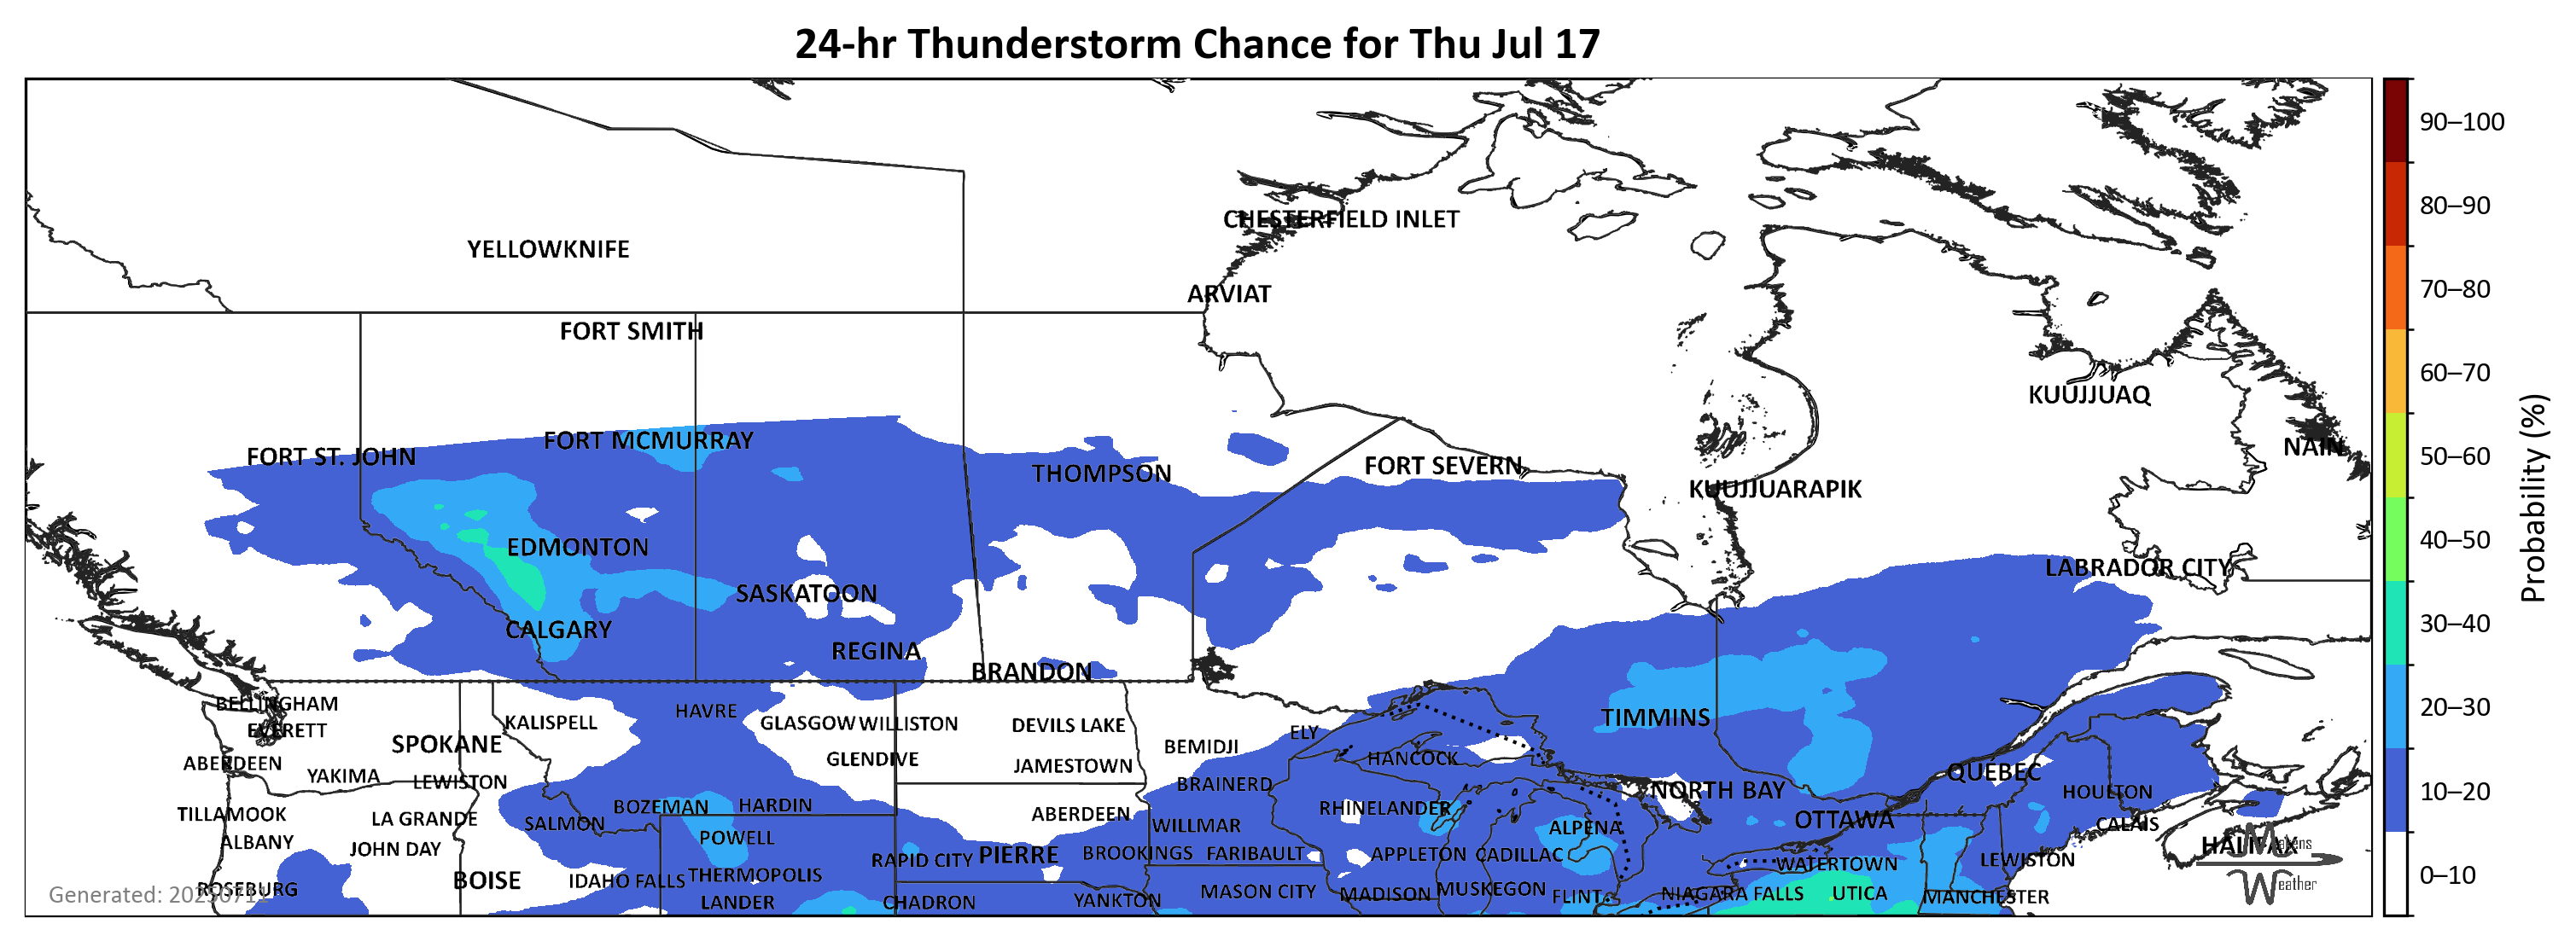 24-hr Thunderstorm Chance for Thu Jul 17
90–100
80–90
CHESTERFIELD INLET
YELLOWKNIFE
70–80
ARVIAT
FORT SMITH
60–70
KUUJJUAQ
FORT MCMURRAY
NAIN
50–60
FORT ST. JOHN
FORT SEVERN
THOMPSON
KUUJJUARAPIK
Probability (%)
40–50
EDMONTON
LABRADOR CITY
SASKATOON
30–40
CALGARY
REGINA
BRANDON
BELLINGHAM
20–30
HAVRE
TIMMINS
KALISPELL
GLASGOW WILLISTON
DEVILS LAKE
EVERETT
ELY
SPOKANE
BEMIDJI
GLENDIVE
HANCOCK
ABERDEEN
JAMESTOWN
QUEBEC
YAKIMA
LEWISTON
BRAINERD
NORTH BAY
HOULTON
10–20
BOZEMAN
HARDIN
RHINELANDER
TILLAMOOK
LA GRANDE
ABERDEEN
SALMON
WILLMAR
ALPENA
OTTAWA
CALAIS
ALBANY
POWELL
JOHN DAY
HALIFAX
Makens
Weather
RAPID CITY
PIERRE
BROOKINGS
FARIBAULT
APPLETON
CADILLAC
WATERTOWN
LEWISTON
BOISE
IDAHO FALLS
THERMOPOLIS
0–10
ROSEBURG
MASON CITY
MADISON
MUSKEGON
FLINT
NIAGARA FALLS
UTICA
MANCHESTER
LANDER
CHADRON
YANKTON
Generated: 20250711